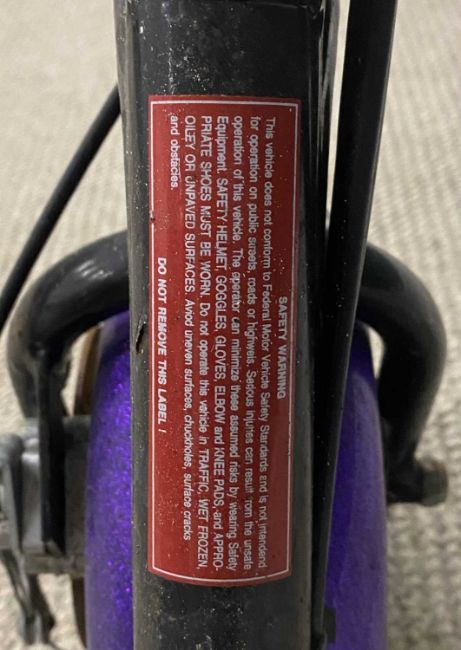 SAFETY WARNING
This vehicle does not conform to Federal Motor Vehicle Safety Standards and is not intendend
for operation on public streets, roads or highweis. Serious injuries can result from the unsafe
operation of this vehicle. The operator can minimize these assumed risks by wearing Safety
Equipment. SAFETY HELMET, GOGGLES, GLOVES, ELBOW and KNEE PADS, and APPRO-
PRIATE SHOES MUST BE WORN. Do not operate this vehicle in TRAFFIC, WET FROZEN,
OILEY OR UNPAVED SURFACES. Aviod uneven surfaces, chuckholes, surface cracks
and obstacles.
DO NOT REMOVE THIS LABEL !